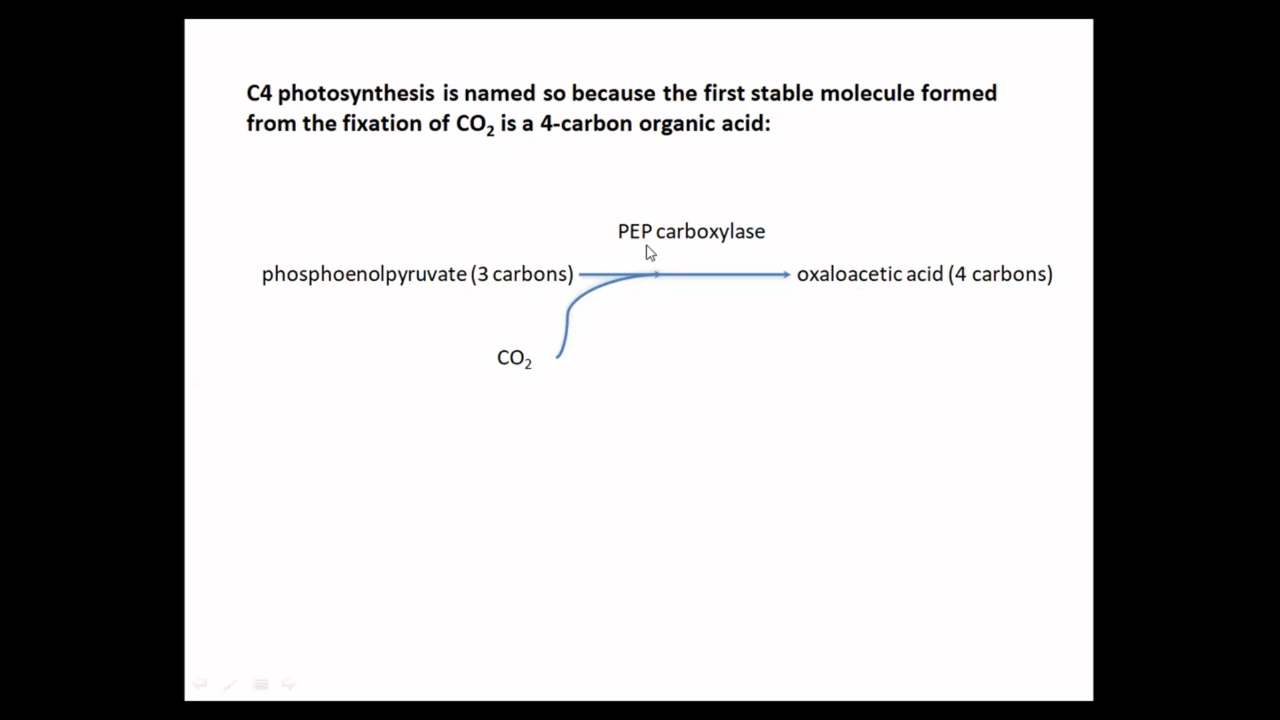 C4 photosynthesis is named so because the first stable molecule formed
from the fixation of CO₂ is a 4-carbon organic acid:
PEP carboxylase
phosphoenolpyruvate (3 carbons)
oxaloacetic acid (4 carbons)
CO₂